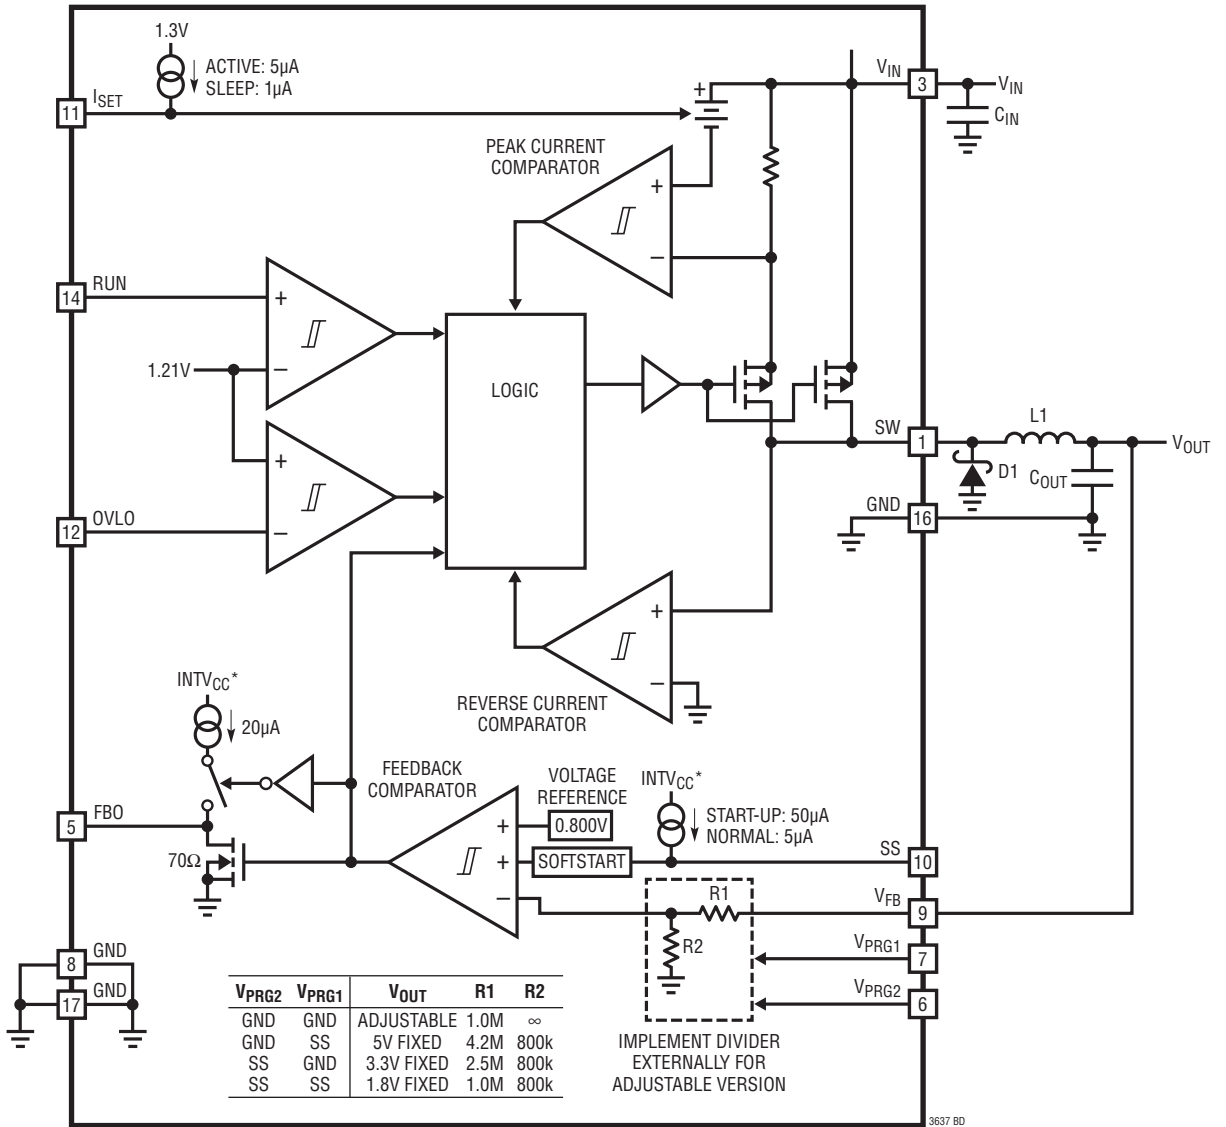 1.3V
ACTIVE: 5µA
SLEEP: 1µA
11
ISET
+
VIN
3
VIN
CIN
PEAK CURRENT
COMPARATOR
+
−
14
RUN
+
−
1.21V
LOGIC
+
−
12
OVLO
SW
1
L1
VOUT
D1
COUT
GND
16
+
−
REVERSE CURRENT
COMPARATOR
INTVCC*
20µA
FEEDBACK
COMPARATOR
VOLTAGE
REFERENCE
0.800V
INTVCC*
START-UP: 50µA
NORMAL: 5µA
5
FBO
70Ω
+
+
−
SOFTSTART
SS
10
R1
R2
VFB
9
VPRG1
7
VPRG2
6
8
GND
17
GND
VPRG2 VPRG1 VOUT R1 R2
GND GND ADJUSTABLE 1.0M ∞
GND SS 5V FIXED 4.2M 800k
SS GND 3.3V FIXED 2.5M 800k
SS SS 1.8V FIXED 1.0M 800k
IMPLEMENT DIVIDER
EXTERNALLY FOR
ADJUSTABLE VERSION
3637 BD